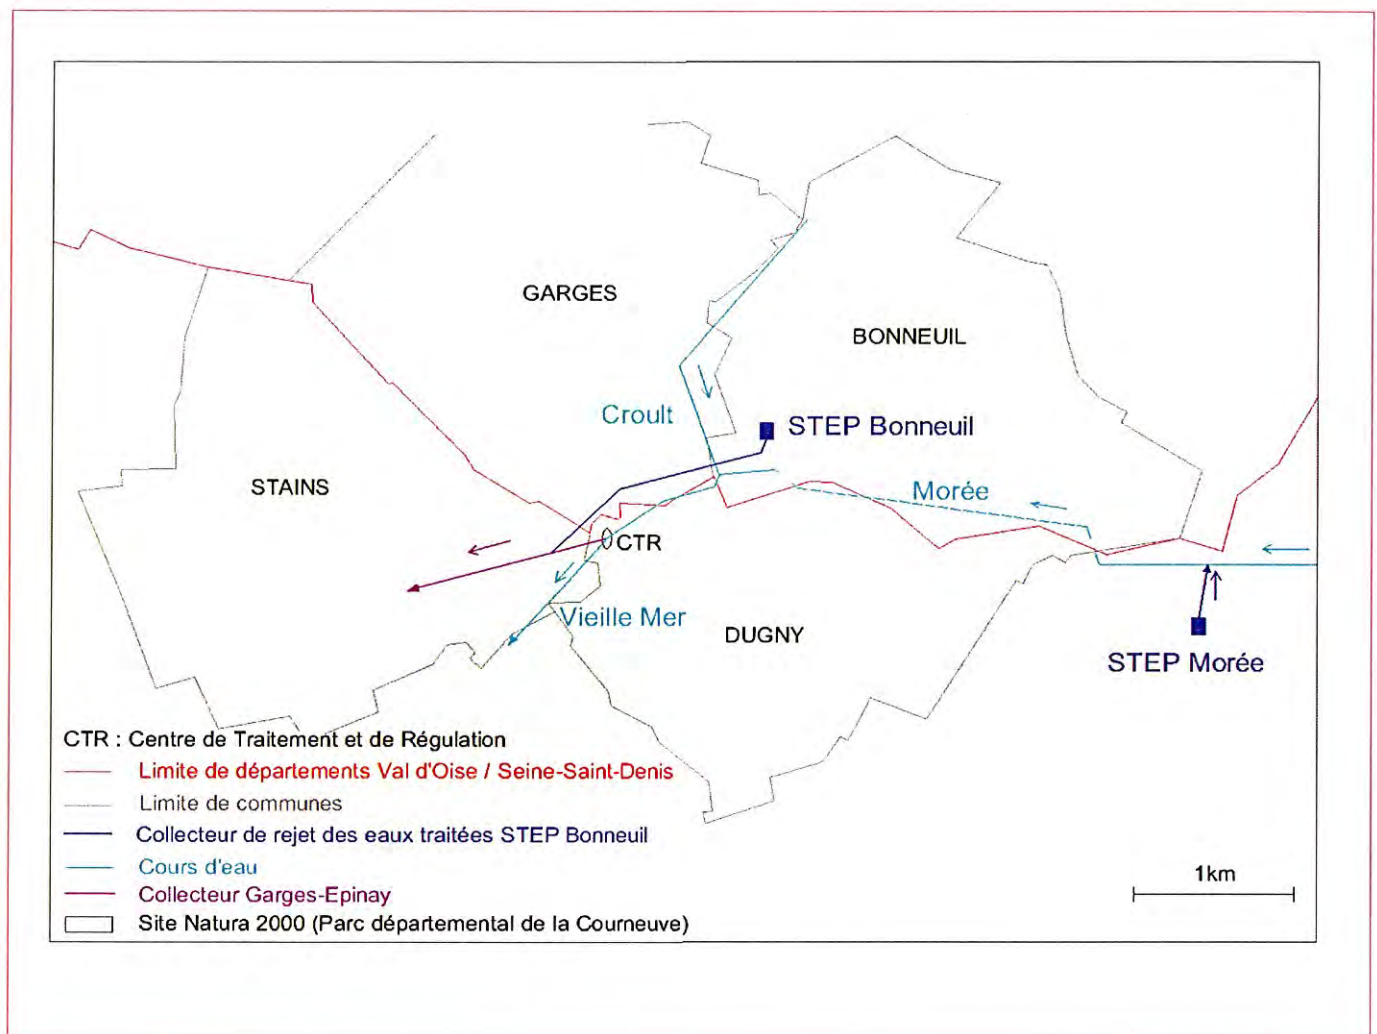 GARGES
BONNEUIL
Croult
STEP Bonneuil
STAINS
Morée
CTR
Vieille Mer
DUGNY
STEP Morée
CTR : Centre de Traitement et de Régulation
Limite de départements Val d'Oise / Seine-Saint-Denis
Limite de communes
Collecteur de rejet des eaux traitées STEP Bonneuil
Cours d'eau
1km
Collecteur Garges-Epinay
Site Natura 2000 (Parc départemental de la Courneuve)